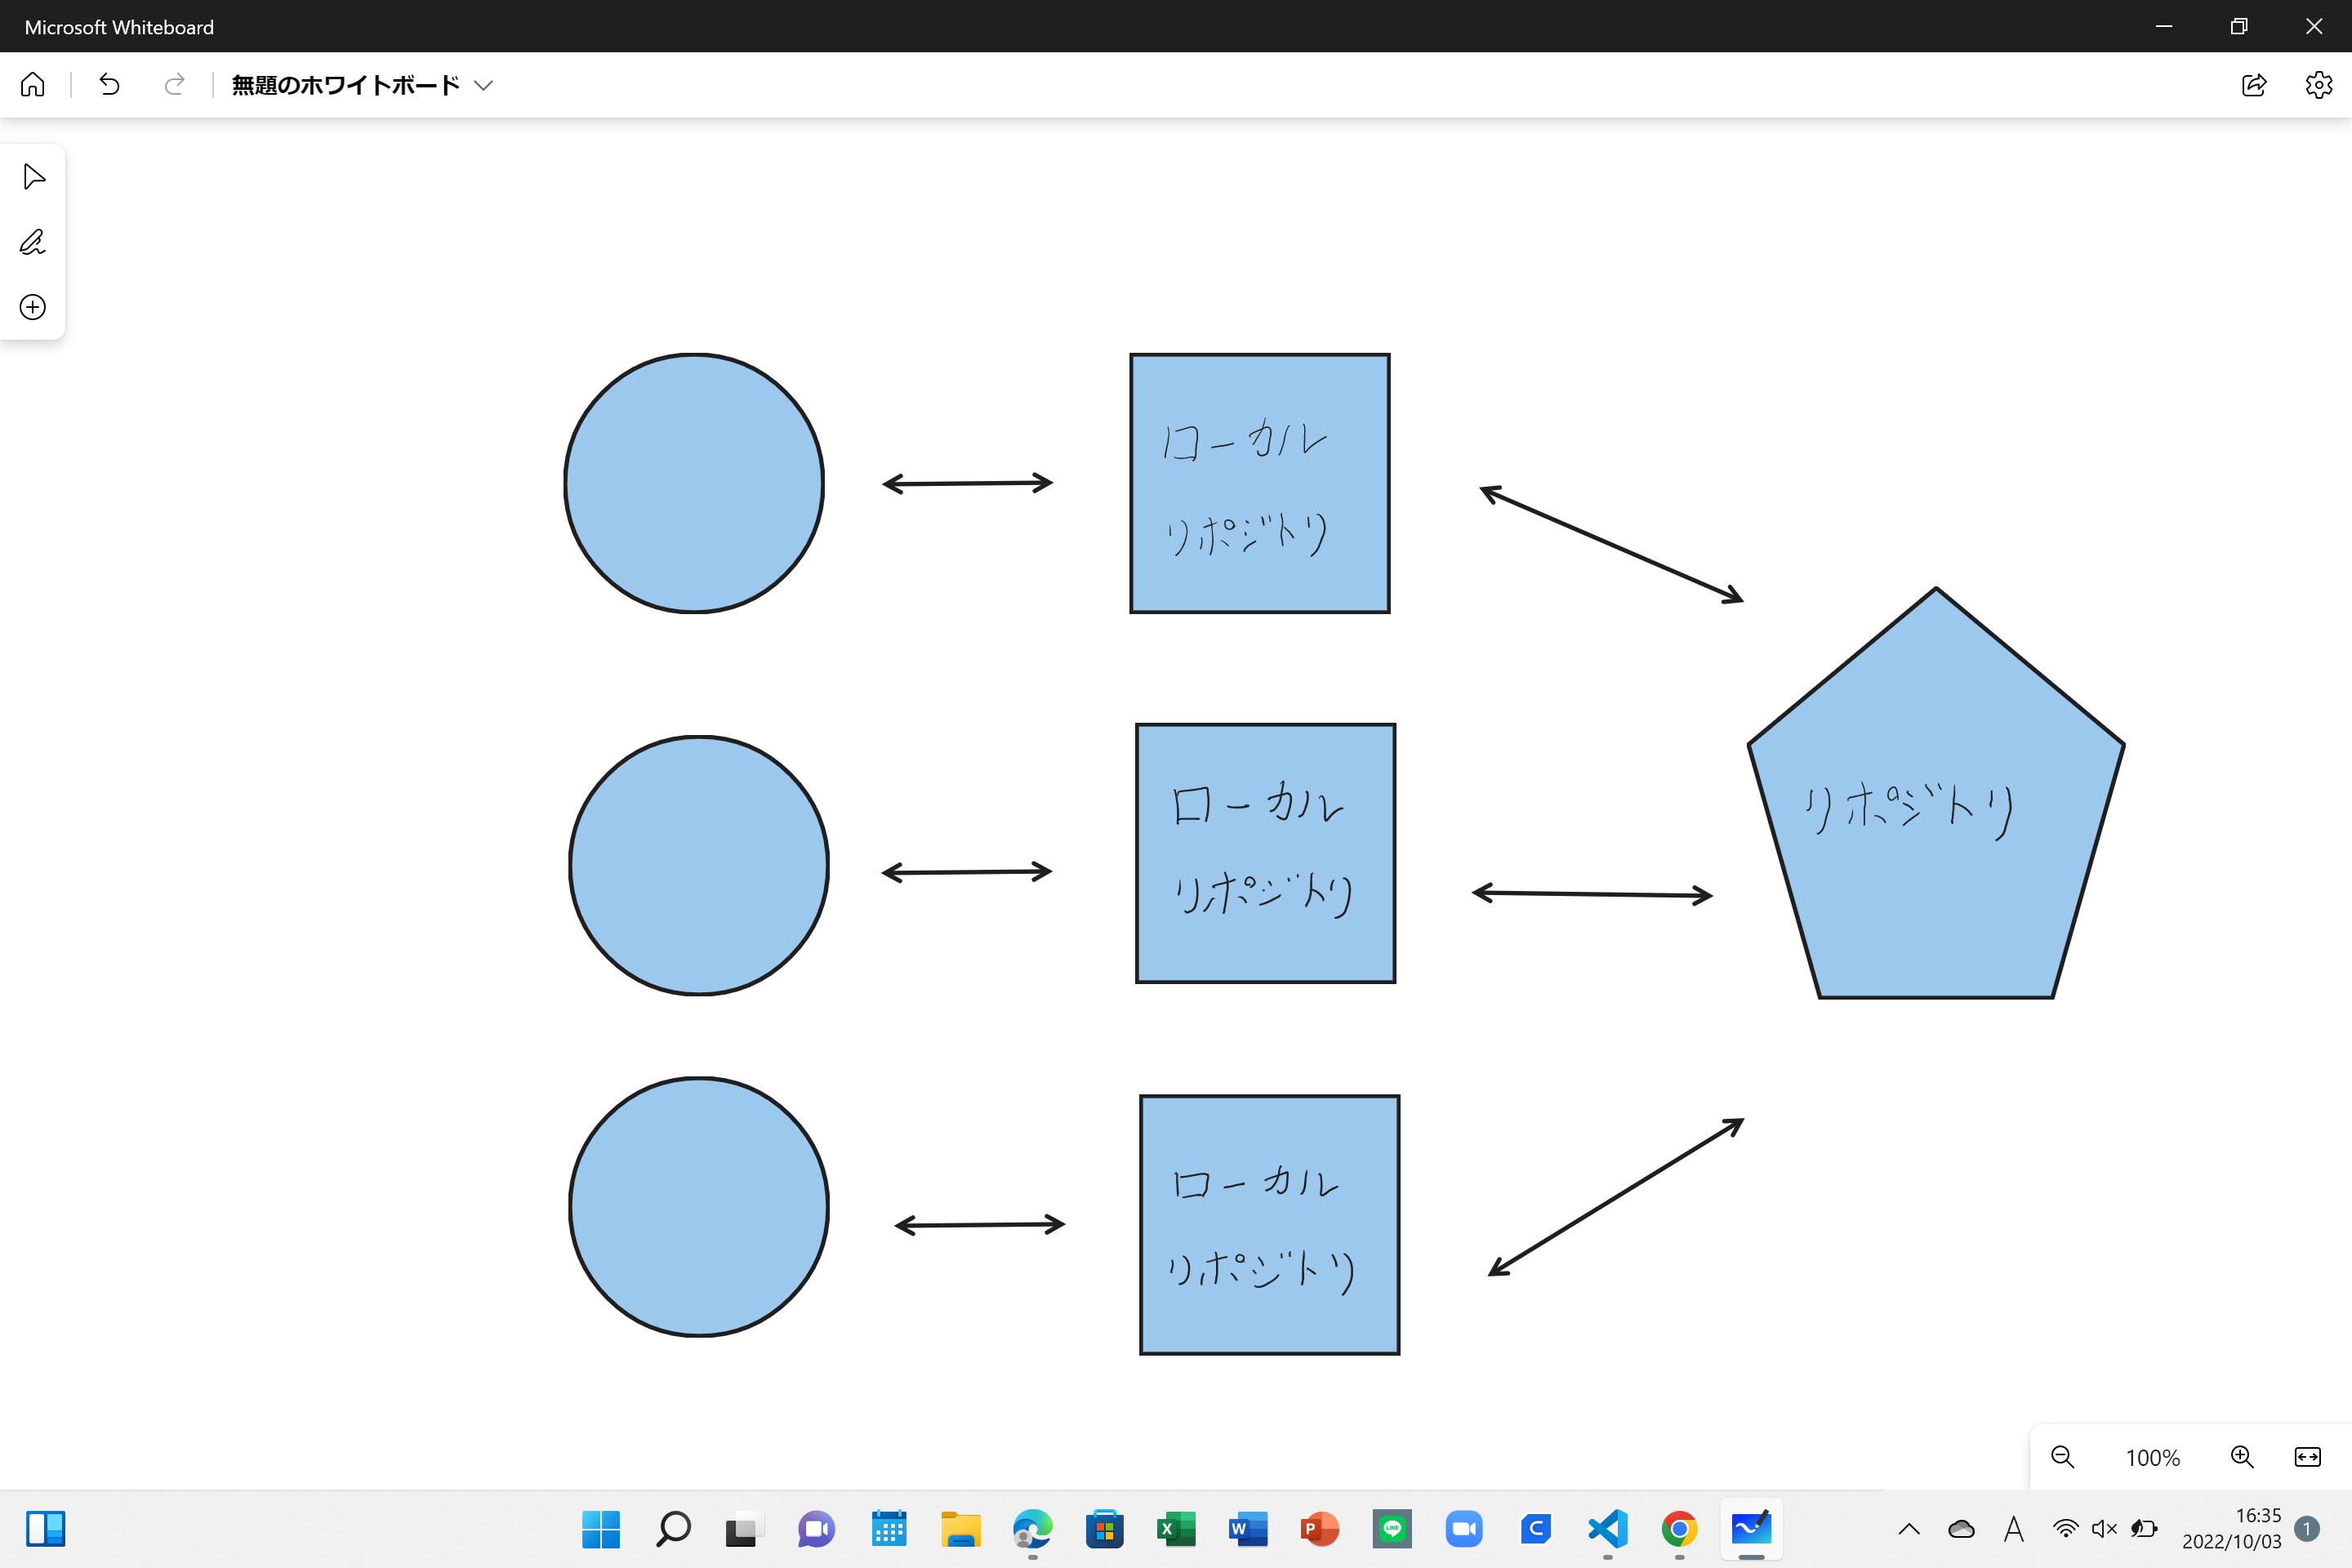 Microsoft Whiteboard
無題のホワイトボード
ローカル
リポジトリ
ローカル
リポジトリ
リポジトリ
ローカル
リポジトリ
100%
X
W
P
LINE
C
A
16:35
2022/10/03
1